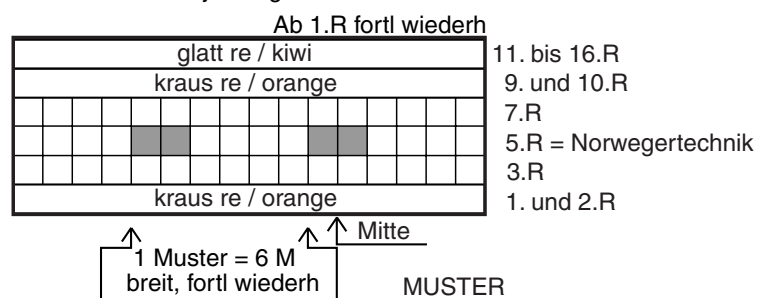 Ab 1.R fortl wiederh
glatt re / kiwi 11. bis 16.R
kraus re / orange 9. und 10.R
7.R
5.R = Norwegertechnik
3.R
kraus re / orange 1. und 2.R
Mitte
1 Muster = 6 M
breit, fortl wiederh
MUSTER